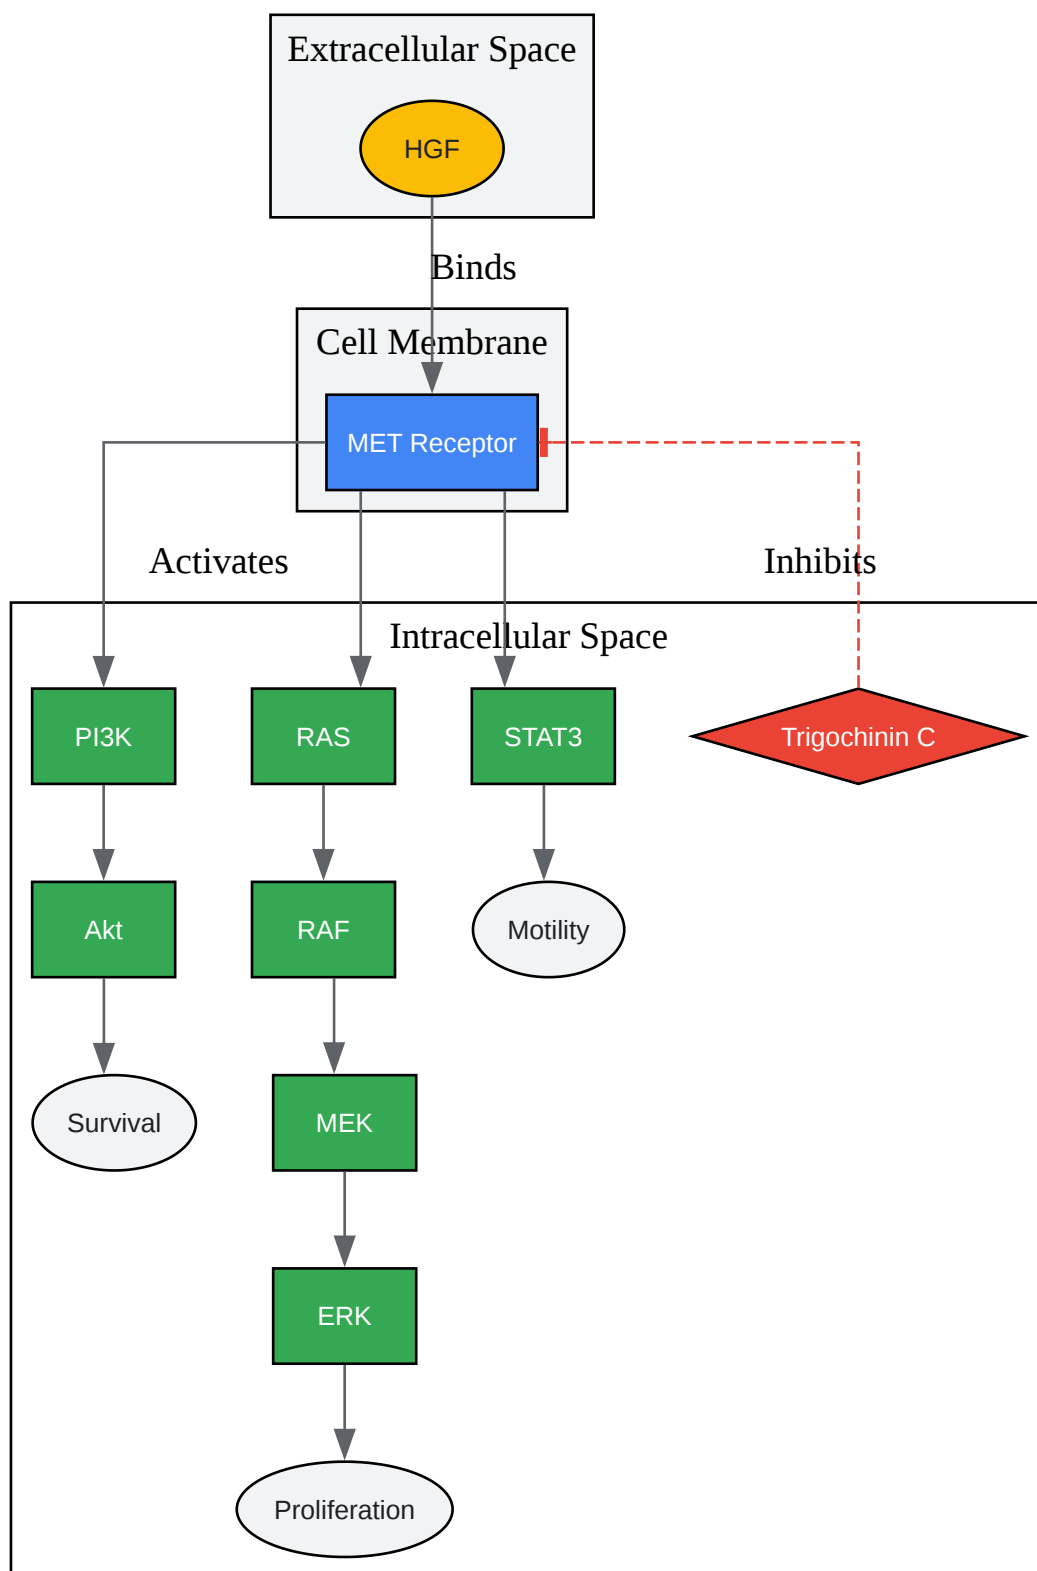 Extracellular Space
HGF
Binds
Cell Membrane
MET Receptor
Activates
Inhibits
Intracellular Space
PI3K
RAS
STAT3
Trigochinin C
Akt
RAF
Motility
Survival
MEK
ERK
Proliferation